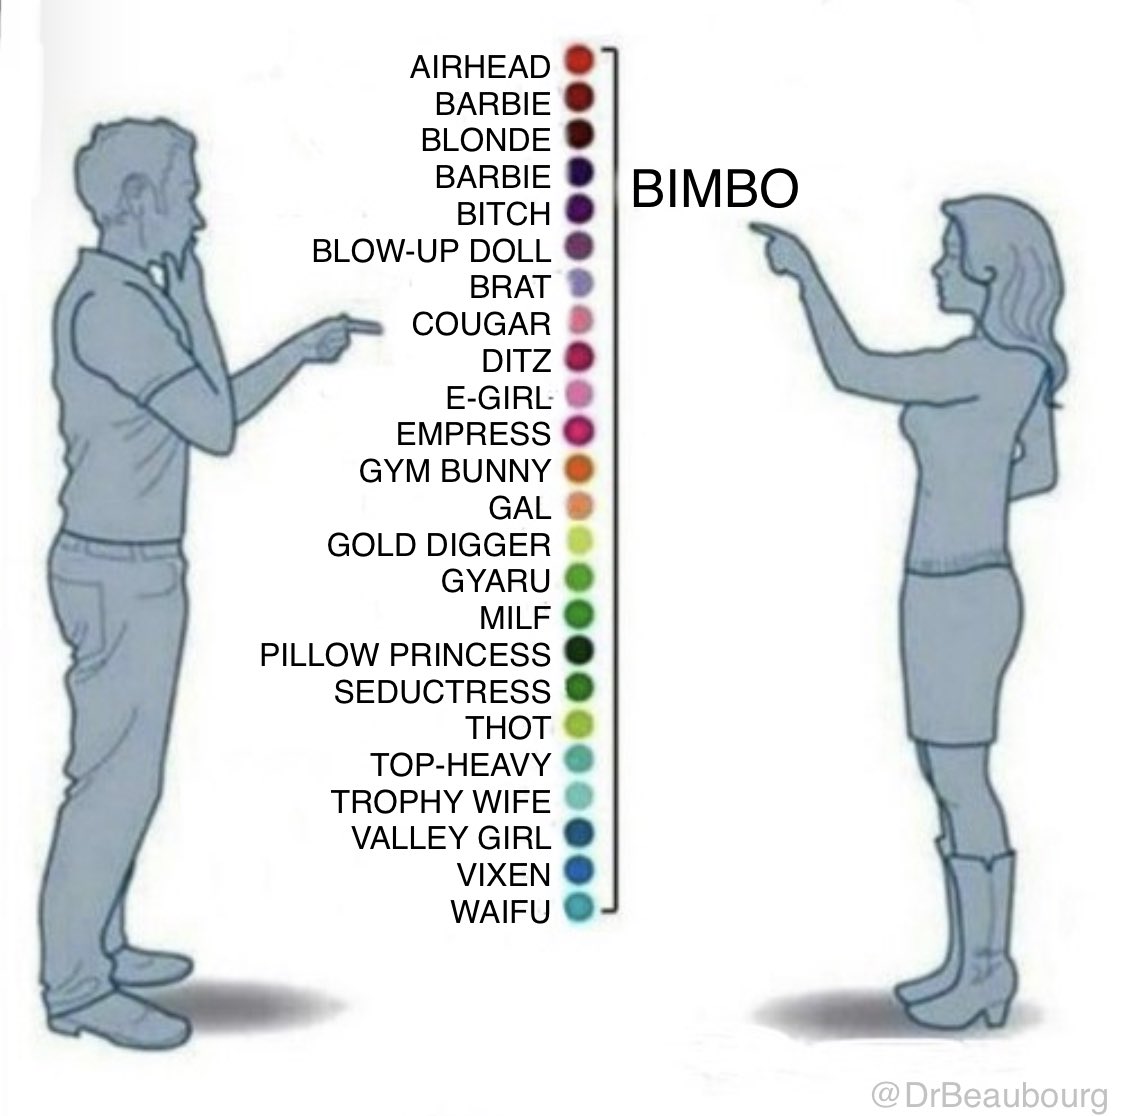 AIRHEAD
BARBIE
BLONDE
BARBIE
BITCH
BLOW-UP DOLL
BRAT
COUGAR
DITZ
E-GIRL
EMPRESS
GYM BUNNY
GAL
GOLD DIGGER
GYARU
MILF
PILLOW PRINCESS
SEDUCTRESS
THOT
TOP-HEAVY
TROPHY WIFE
VALLEY GIRL
VIXEN
WAIFU
BIMBO
@DrBeaubourg